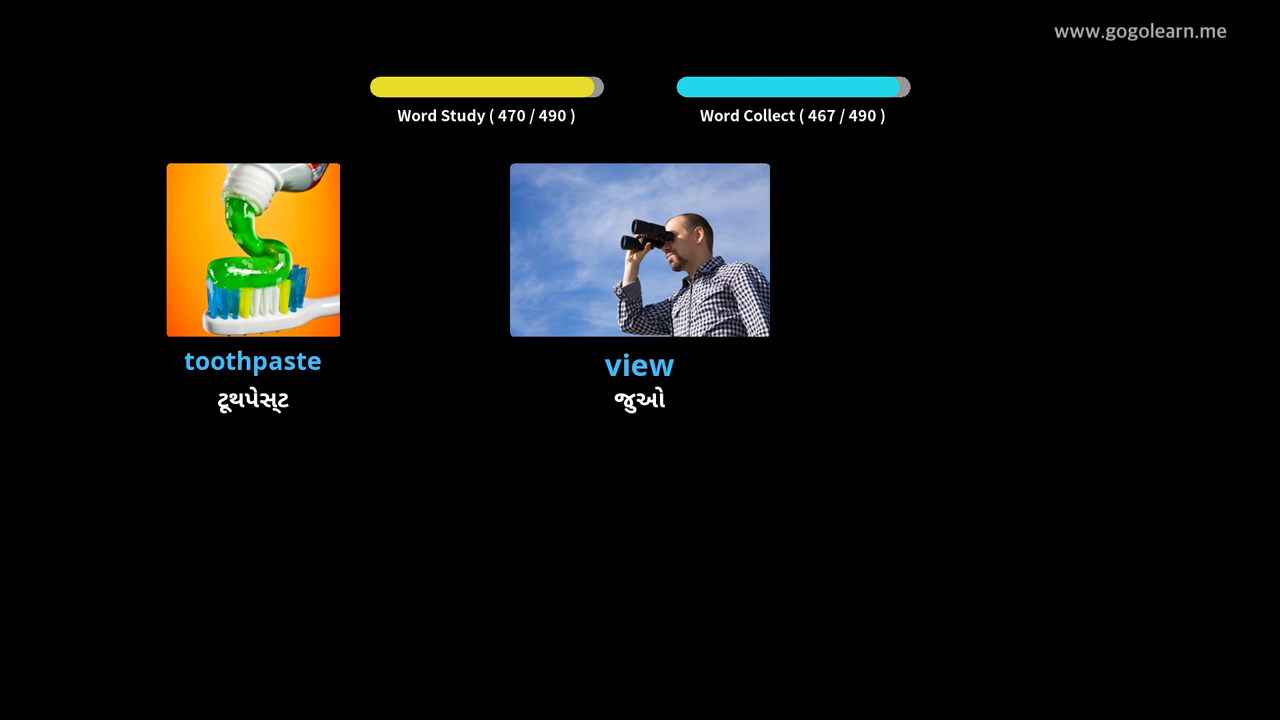 www.gogolearn.me
Word Study ( 470 / 490 )
Word Collect ( 467 / 490 )
toothpaste
ટૂથપેસ્ટ
view
જુઓ